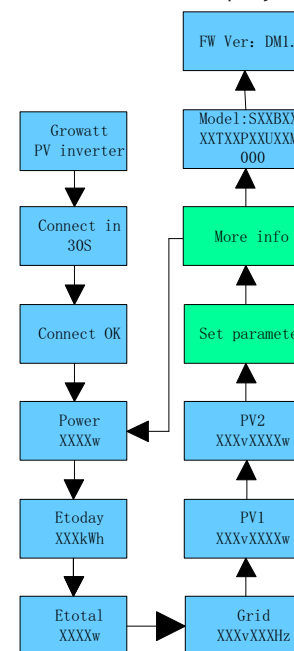 FW Ver: DM1.
Model:SXXBXX
XXTXXPXXUXXM
000
Growatt
PV inverter
Connect in
30S
More info
Connect OK
Set paramete
Power
XXXXw
PV2
XXXvXXXXw
Etoday
XXXkWh
PV1
XXXvXXXXw
Etotal
XXXXw
Grid
XXXvXXXHz